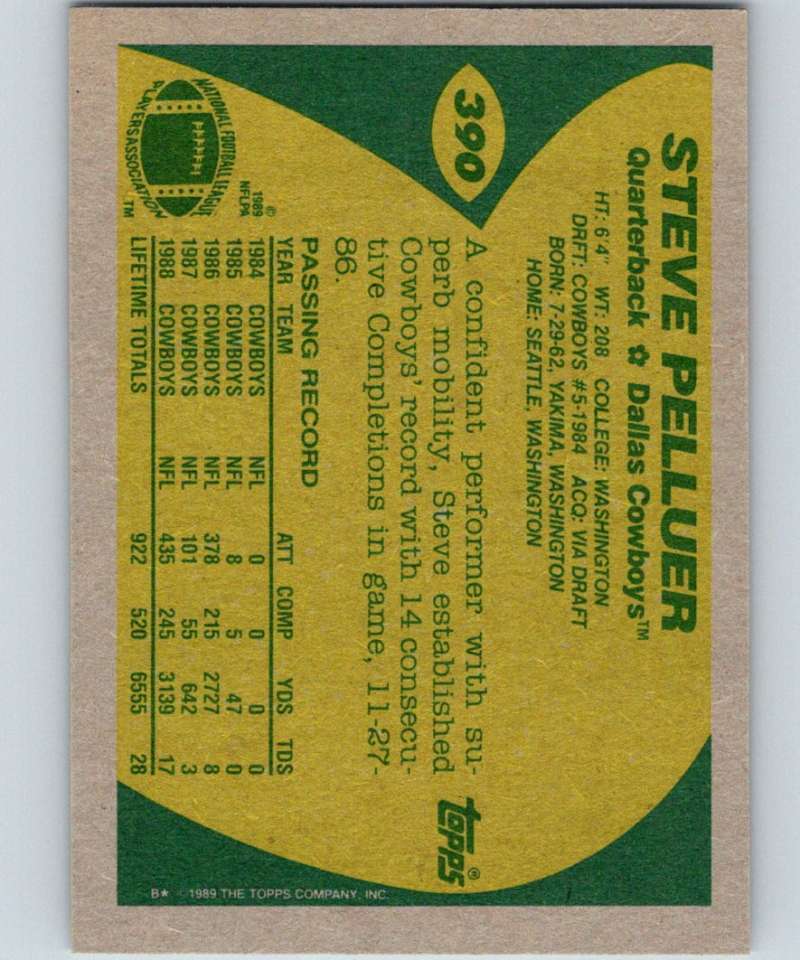 390
STEVE PELLUER
Quarterback ✿ Dallas Cowboys™
HT: 6'4" WT: 208 COLLEGE: WASHINGTON
DRFT: COWBOYS #5-1984 ACQ: VIA DRAFT
BORN: 7-29-62, YAKIMA, WASHINGTON
HOME: SEATTLE, WASHINGTON
A confident performer with su-
perb mobility, Steve established
Cowboys' record with 14 consecu-
tive Completions in game, 11-27-
86.
PASSING RECORD
YEAR TEAM ATT COMP YDS TDS
1984 COWBOYS NFL 0 0 0 0
1985 COWBOYS NFL 8 5 47 0
1986 COWBOYS NFL 378 215 2727 8
1987 COWBOYS NFL 101 55 642 3
1988 COWBOYS NFL 435 245 3139 17
LIFETIME TOTALS 922 520 6555 28
NATIONAL FOOTBALL LEAGUE
PLAYERS ASSOCIATION
™
©
1989
NFLPA
topps®
B★ ©1989 THE TOPPS COMPANY, INC.